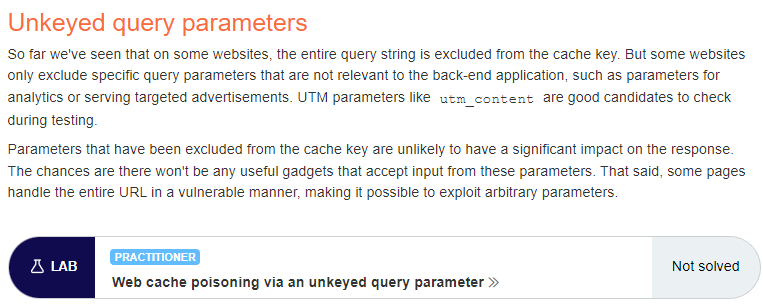 Unkeyed query parameters
So far we've seen that on some websites, the entire query string is excluded from the cache key. But some websites
only exclude specific query parameters that are not relevant to the back-end application, such as parameters for
analytics or serving targeted advertisements. UTM parameters like utm_content are good candidates to check
during testing.
Parameters that have been excluded from the cache key are unlikely to have a significant impact on the response.
The chances are there won't be any useful gadgets that accept input from these parameters. That said, some pages
handle the entire URL in a vulnerable manner, making it possible to exploit arbitrary parameters.
LAB
PRACTITIONER
Web cache poisoning via an unkeyed query parameter »
Not solved